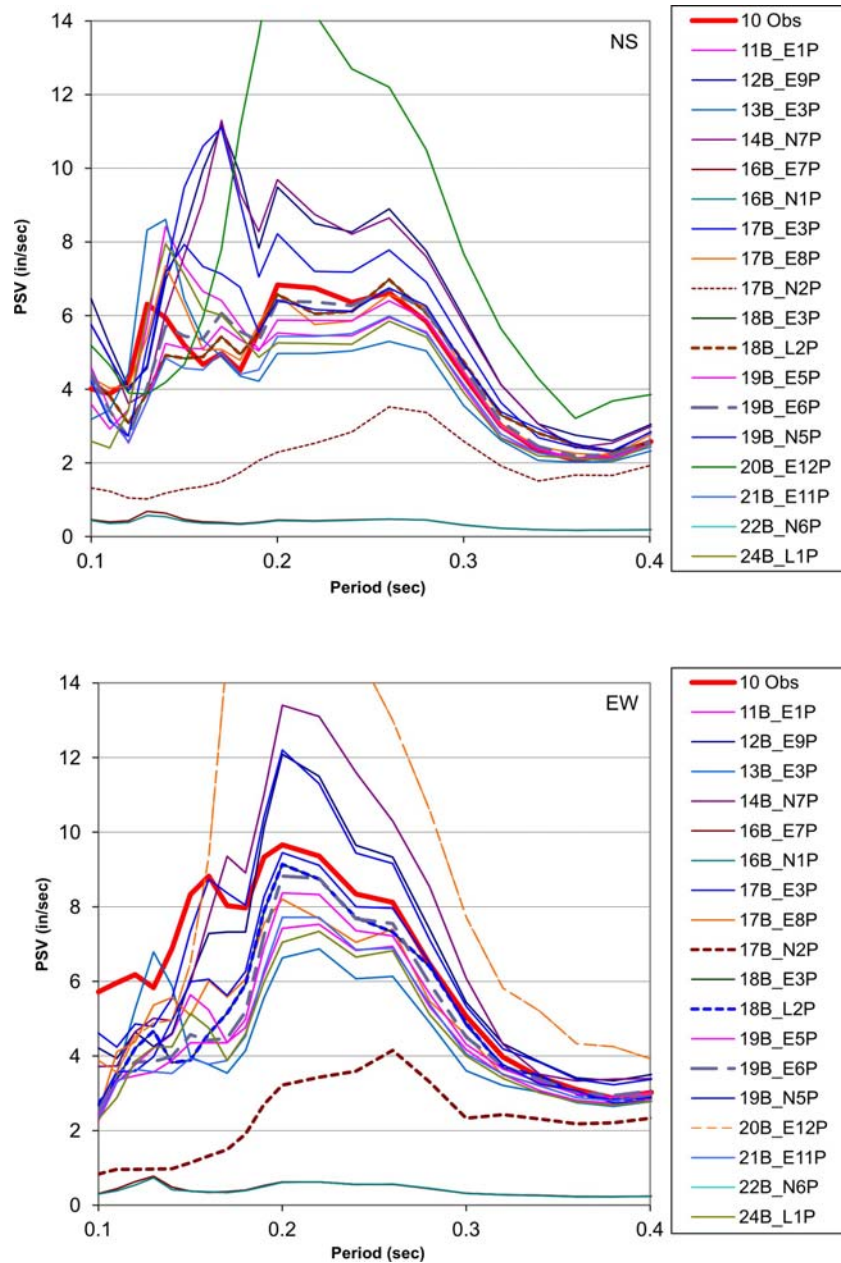 14
12
10
8
6
4
2
0
PSV (in/sec)
NS
0.1
0.2
0.3
0.4
Period (sec)
10 Obs
11B_E1P
12B_E9P
13B_E3P
14B_N7P
16B_E7P
16B_N1P
17B_E3P
17B_E8P
17B_N2P
18B_E3P
18B_L2P
19B_E5P
19B_E6P
19B_N5P
20B_E12P
21B_E11P
22B_N6P
24B_L1P
14
12
10
8
6
4
2
0
PSV (in/sec)
EW
0.1
0.2
0.3
0.4
Period (sec)
10 Obs
11B_E1P
12B_E9P
13B_E3P
14B_N7P
16B_E7P
16B_N1P
17B_E3P
17B_E8P
17B_N2P
18B_E3P
18B_L2P
19B_E5P
19B_E6P
19B_N5P
20B_E12P
21B_E11P
22B_N6P
24B_L1P